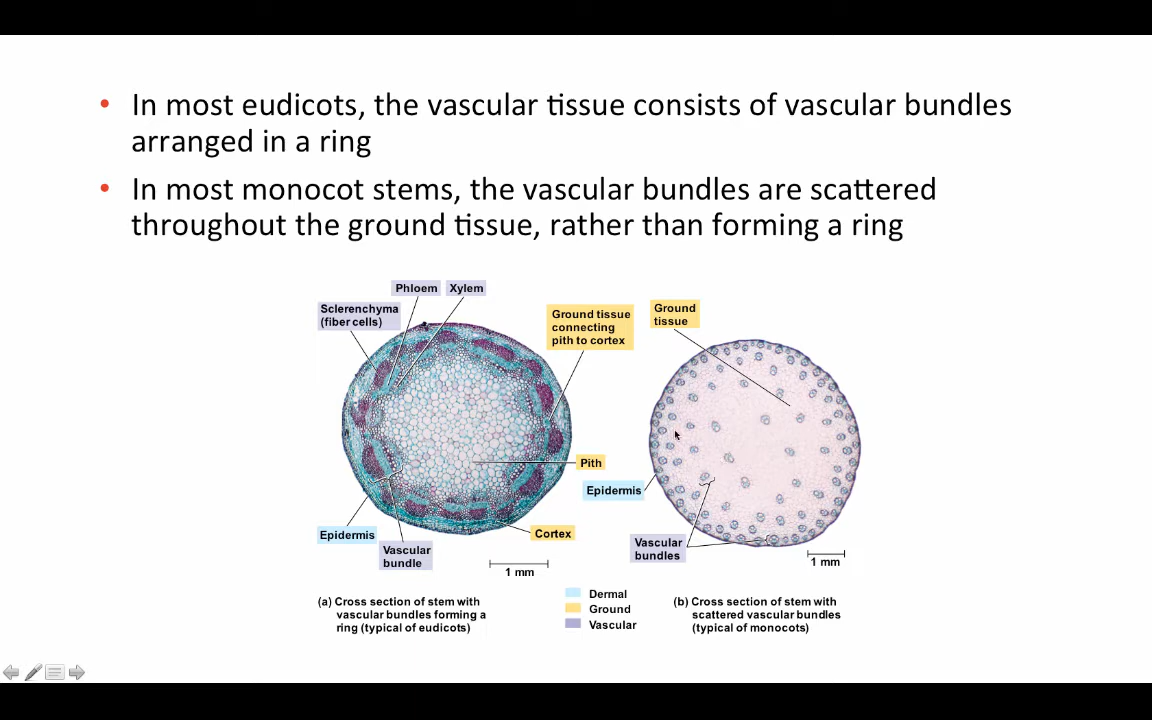 • In most eudicots, the vascular tissue consists of vascular bundles
arranged in a ring
• In most monocot stems, the vascular bundles are scattered
throughout the ground tissue, rather than forming a ring
Phloem
Xylem
Sclerenchyma
(fiber cells)
Ground tissue
connecting
pith to cortex
Ground
tissue
Pith
Epidermis
Epidermis
Cortex
Vascular
bundle
Vascular
bundles
1 mm
1 mm
(a) Cross section of stem with
vascular bundles forming a
ring (typical of eudicots)
Dermal
Ground
Vascular
(b) Cross section of stem with
scattered vascular bundles
(typical of monocots)